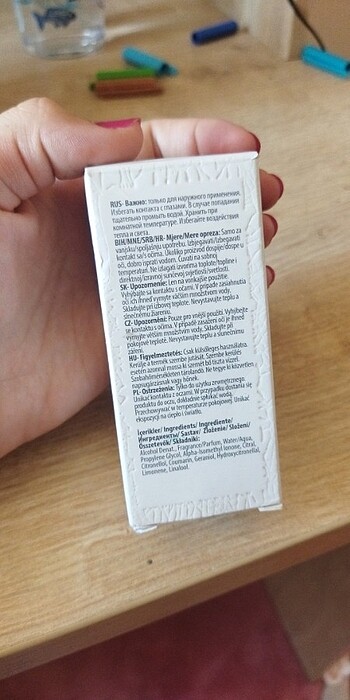 RUS- Важно: только для наружного применения.
Избегать контакта с глазами. В случае попадания
тщательно промыть водой. Хранить при
комнатной температуре. Избегайте воздействия
тепла и света.
BIH/MNE/SRB/HR- Mjere/Mere opreza: Samo za
vanjsku/spoljašnju upotrebu. Izbjegavati/Izbegavati
kontakt sa/s očima. Ukoliko proizvod dospije/dospe u
oči, dobro isprati vodom. Čuvati na sobnoj
temperaturi. Ne izlagati izvorima toplote/topline i
direktnoj/izravnoj sunčevoj svjetlosti/svetlosti.
SK- Upozornenie: Len na vonkajšie použitie.
Vyhýbajte sa kontaktu s očami. V prípade zasiahnutia
očí ich ihneď vymyte väčším množstvom vody.
Skladujte pri izbovej teplote. Nevystavujte teplu a
slnečnému žiareniu.
CZ- Upozornění: Pouze pro vnější použití. Vyhýbejte
se kontaktu s očima. V případě zasažení očí je ihned
vymyjte větším množstvím vody. Skladujte při
pokojové teplotě. Nevystavujte teplu a slunečnímu
záření.
HU- Figyelmeztetés: Csak külsőleges használatra.
Kerülje a termék szembe jutását. Szembe kerülés
esetén azonnal mossa ki szemét bő tiszta vízzel.
Szobahőmérsékleten tárolandó. Ne tegye ki közvetlen
napsugárzásnak vagy hőnek.
PL- Ostrzeżenia: Tylko do użytku zewnętrznego.
Unikać kontaktu z oczami. W przypadku dostania się
produktu do oczu, dokładnie spłukać wodą.
Przechowywać w temperaturze pokojowej. Unikać
ekspozycji na ciepło i światło.
İçerikler/ Ingredients/ Ingrediente/
Ингредиенты/ Sastav/ Zloženie/ Složení/
Összetevők/ Składniki:
Alcohol Denat., Fragrance/Parfum, Water/Aqua,
Propylene Glycol, Alpha-Isomethyl Ionone, Citral,
Citronellol, Coumarin, Geraniol, Hydroxycitronellal,
Limonene, Linalool.